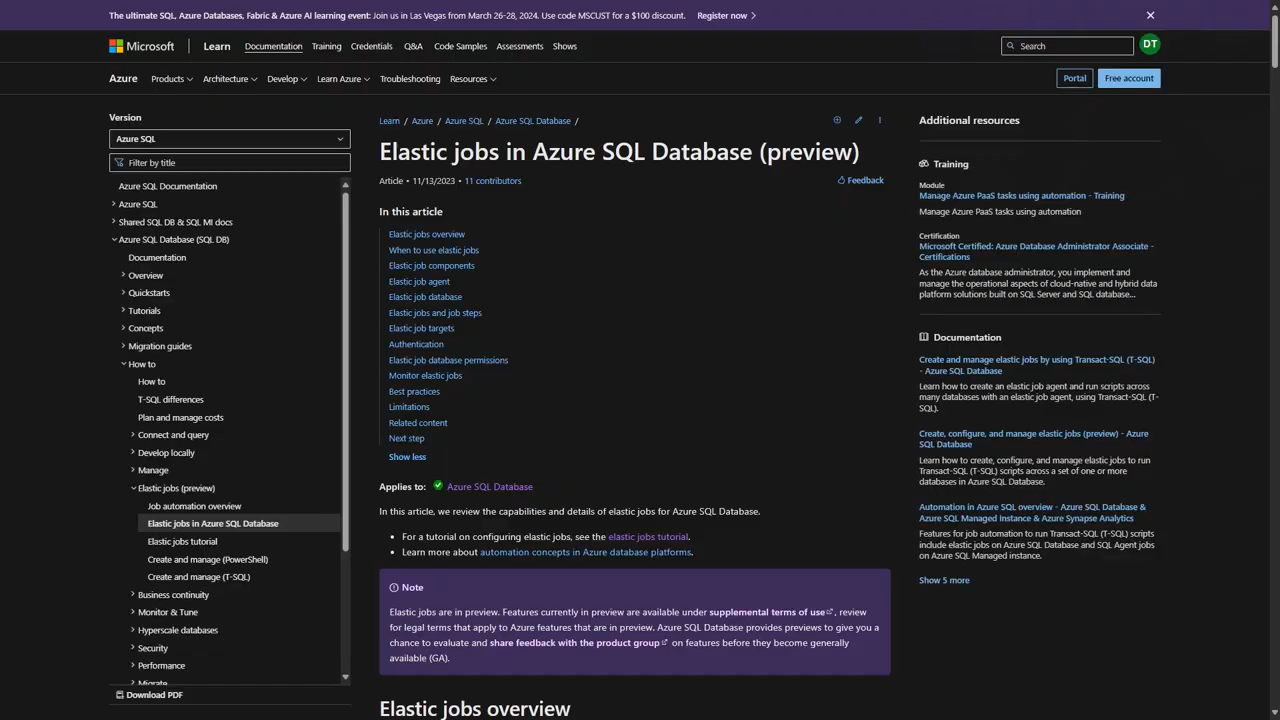 The ultimate SQL, Azure Databases, Fabric & Azure AI learning event: Join us in Las Vegas from March 26-28, 2024. Use code MSCUST for a $100 discount. Register now
Microsoft Learn Documentation Training Credentials Q&A Code Samples Assessments Shows Search DT
Azure Products Architecture Develop Learn Azure Troubleshooting Resources Portal Free account
Version
Azure SQL
Filter by title
Azure SQL Documentation
Azure SQL
Shared SQL DB & SQL MI docs
Azure SQL Database (SQL DB)
Documentation
Overview
Quickstarts
Tutorials
Concepts
Migration guides
How to
How to
T-SQL differences
Plan and manage costs
Connect and query
Develop locally
Manage
Elastic jobs (preview)
Job automation overview
Elastic jobs in Azure SQL Database
Elastic jobs tutorial
Create and manage (PowerShell)
Create and manage (T-SQL)
Business continuity
Monitor & Tune
Hyperscale databases
Security
Performance
Migrate
Download PDF
Learn / Azure / Azure SQL / Azure SQL Database /
Elastic jobs in Azure SQL Database (preview)
Article • 11/13/2023 • 11 contributors
Feedback
In this article
Elastic jobs overview
When to use elastic jobs
Elastic job components
Elastic job agent
Elastic job database
Elastic jobs and job steps
Elastic job targets
Authentication
Elastic job database permissions
Monitor elastic jobs
Best practices
Limitations
Related content
Next step
Show less
Applies to: Azure SQL Database
In this article, we review the capabilities and details of elastic jobs for Azure SQL Database.
• For a tutorial on configuring elastic jobs, see the elastic jobs tutorial.
• Learn more about automation concepts in Azure database platforms.
Note
Elastic jobs are in preview. Features currently in preview are available under supplemental terms of use, review
for legal terms that apply to Azure features that are in preview. Azure SQL Database provides previews to give you a
chance to evaluate and share feedback with the product group on features before they become generally
available (GA).
Elastic jobs overview
Additional resources
Training
Module
Manage Azure PaaS tasks using automation - Training
Manage Azure PaaS tasks using automation
Certification
Microsoft Certified: Azure Database Administrator Associate -
Certifications
As the Azure database administrator, you implement and
manage the operational aspects of cloud-native and hybrid data
platform solutions built on SQL Server and SQL database...
Documentation
Create and manage elastic jobs by using Transact-SQL (T-SQL)
- Azure SQL Database
Learn how to create an elastic job agent and run scripts across
many databases with an elastic job agent, using Transact-SQL (T-
SQL).
Create, configure, and manage elastic jobs (preview) - Azure
SQL Database
Learn how to create, configure, and manage elastic jobs to run
Transact-SQL (T-SQL) scripts across a set of one or more
databases in Azure SQL Database.
Automation in Azure SQL overview - Azure SQL Database &
Azure SQL Managed Instance & Azure Synapse Analytics
Features for job automation to run Transact-SQL (T-SQL) scripts
include elastic jobs on Azure SQL Database and SQL Agent jobs
on Azure SQL Managed instance.
Show 5 more